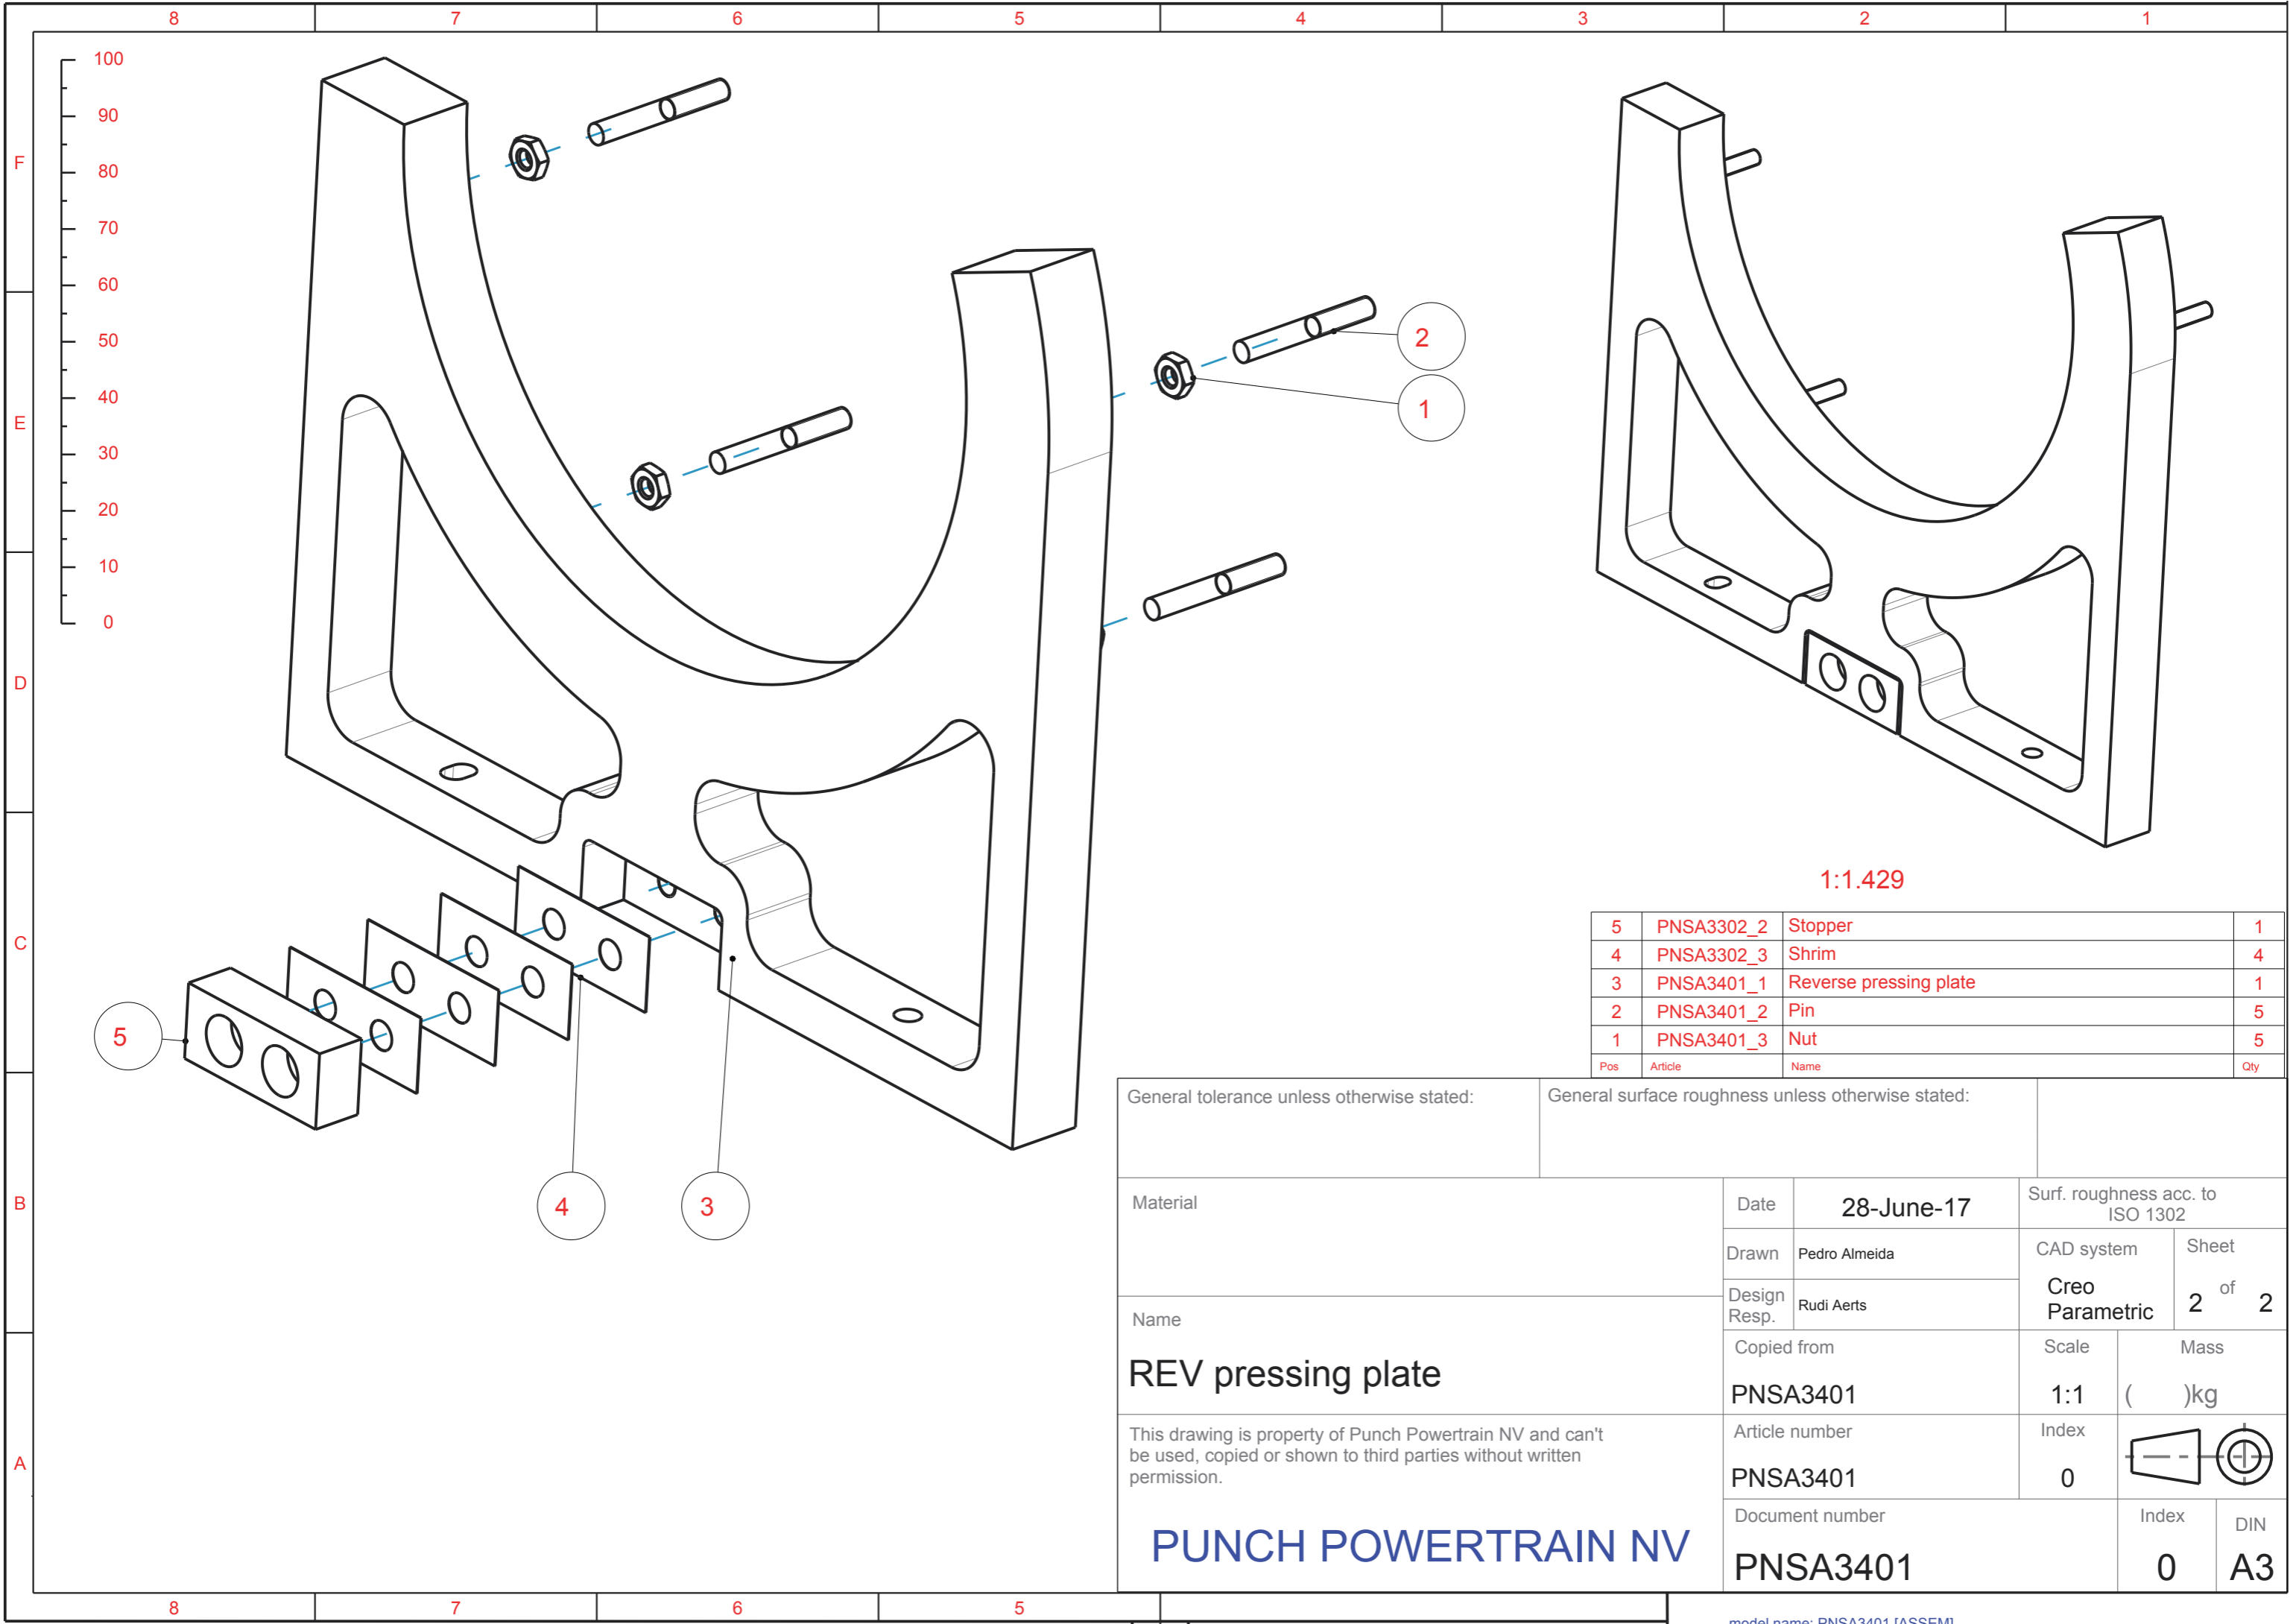 8 7 6 5 4 3 2 1
100
90
80
70
60
50
40
30
20
10
0
F
E
D
C
B
A
2
1
5
4
3
1:1.429
5 PNSA3302_2 Stopper 1
4 PNSA3302_3 Shrim 4
3 PNSA3401_1 Reverse pressing plate 1
2 PNSA3401_2 Pin 5
1 PNSA3401_3 Nut 5
Pos Article Name Qty
General tolerance unless otherwise stated:
General surface roughness unless otherwise stated:
Material
Date 28-June-17
Surf. roughness acc. to
ISO 1302
Drawn Pedro Almeida
Design
Resp.
Rudi Aerts
CAD system
Creo
Parametric
Sheet
2 of 2
Name
REV pressing plate
Copied from
PNSA3401
Scale
1:1
Mass
( )kg
This drawing is property of Punch Powertrain NV and can't
be used, copied or shown to third parties without written
permission.
Article number
PNSA3401
Index
0
PUNCH POWERTRAIN NV
Document number
PNSA3401
Index
0
DIN
A3
8 7 6 5
model name: PNSA3401 [ASSEM]